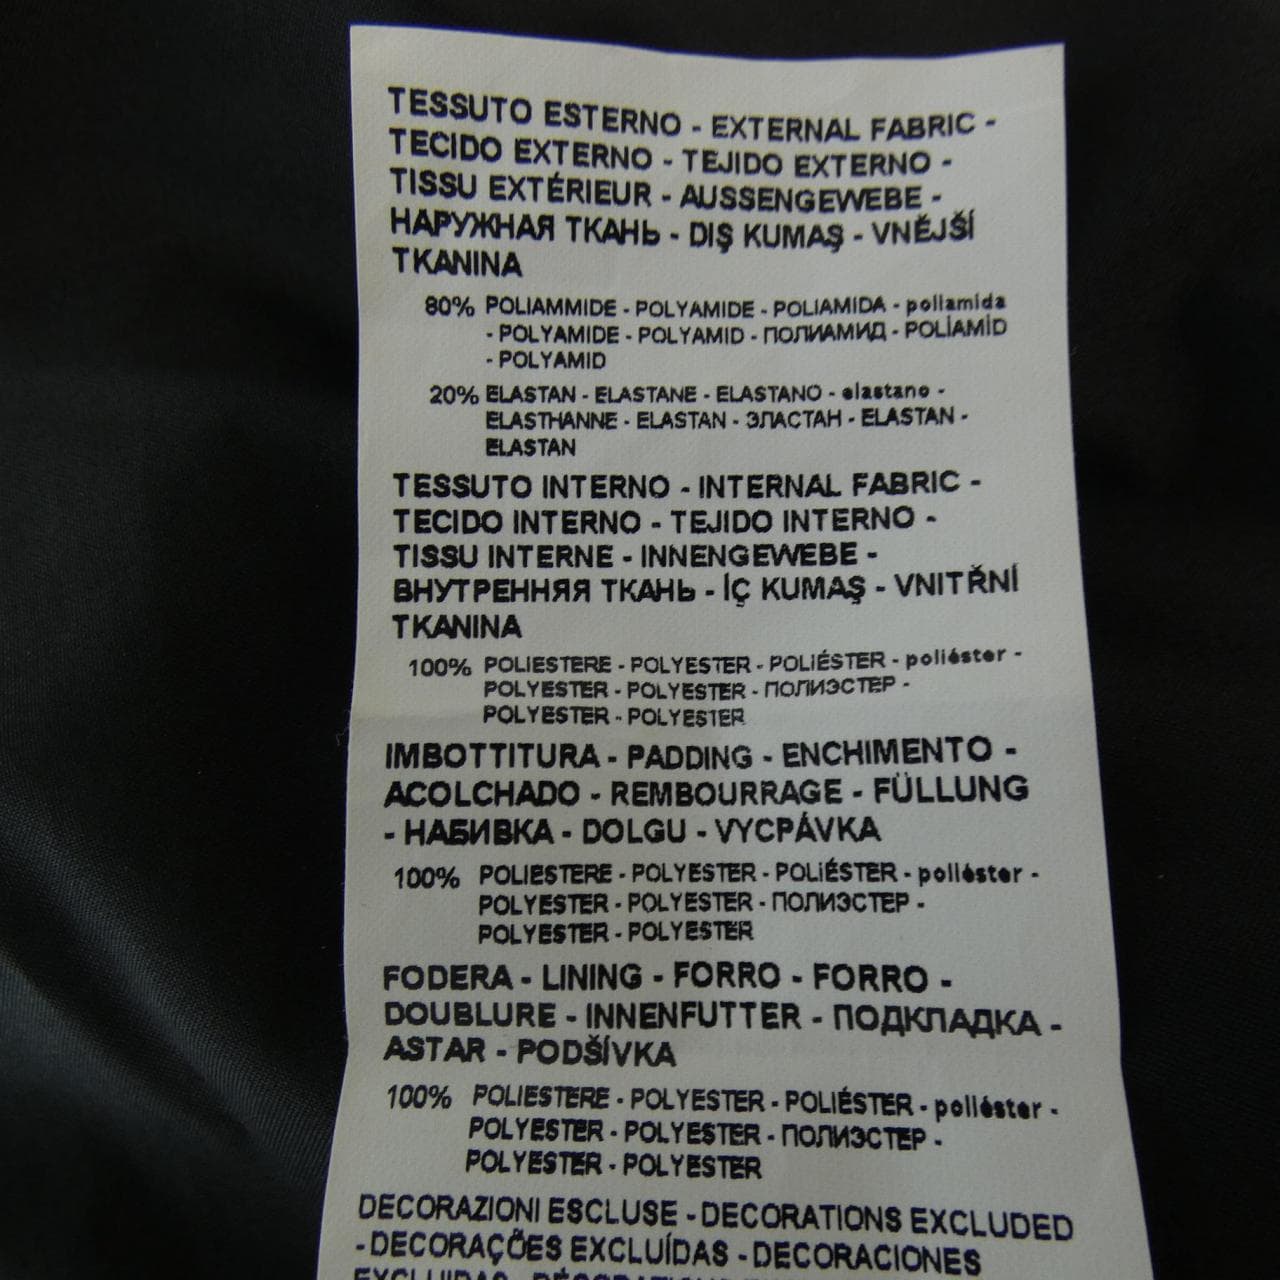 TESSUTO ESTERNO - EXTERNAL FABRIC -
TECIDO EXTERNO - TEJIDO EXTERNO -
TISSU EXTÉRIEUR - AUSSENGEWEBE -
НАРУЖНАЯ ТКАНЬ - DIŞ KUMAŞ - VNĚJŠÍ
TKANINA
80% POLIAMMIDE - POLYAMIDE - POLIAMIDA - poliamida
- POLYAMIDE - POLYAMID - ПОЛИАМИД - POLİAMİD
- POLYAMID
20% ELASTAN - ELASTANE - ELASTANO - elastano -
ELASTHANNE - ELASTAN - ЭЛАСТАН - ELASTAN -
ELASTAN
TESSUTO INTERNO - INTERNAL FABRIC -
TECIDO INTERNO - TEJIDO INTERNO -
TISSU INTERNE - INNENGEWEBE -
ВНУТРЕННЯЯ ТКАНЬ - İÇ KUMAŞ - VNITŘNÍ
TKANINA
100% POLIESTERE - POLYESTER - POLIÉSTER - poliéster -
POLYESTER - POLYESTER - ПОЛИЭСТЕР -
POLYESTER - POLYESTER
IMBOTTITURA - PADDING - ENCHIMENTO -
ACOLCHADO - REMBOURRAGE - FÜLLUNG
- НАБИВКА - DOLGU - VYCPÁVKA
100% POLIESTERE - POLYESTER - POLIÉSTER - poliéster -
POLYESTER - POLYESTER - ПОЛИЭСТЕР -
POLYESTER - POLYESTER
FODERA - LINING - FORRO - FORRO -
DOUBLURE - INNENFUTTER - ПОДКЛАДКА -
ASTAR - PODŠÍVKA
100% POLIESTERE - POLYESTER - POLIÉSTER - poliéster -
POLYESTER - POLYESTER - ПОЛИЭСТЕР -
POLYESTER - POLYESTER
DECORAZIONI ESCLUSE - DECORATIONS EXCLUDED
- DECORAÇÕES EXCLUÍDAS - DECORACIONES